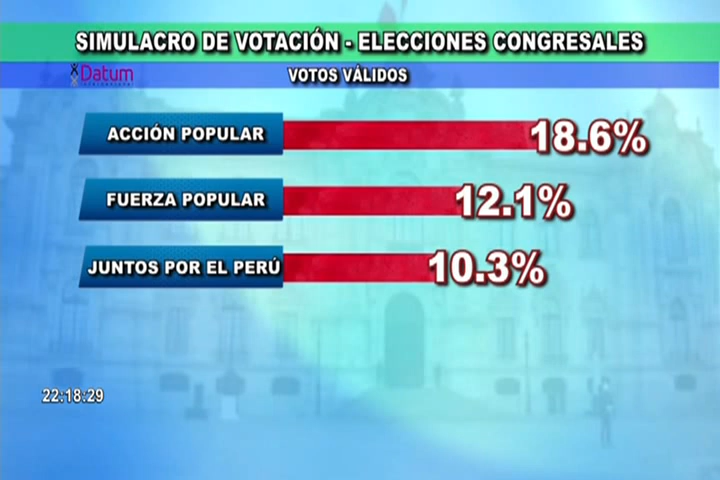 SIMULACRO DE VOTACIÓN - ELECCIONES CONGRESALES
Datum
VOTOS VÁLIDOS
ACCIÓN POPULAR 18.6%
FUERZA POPULAR 12.1%
JUNTOS POR EL PERÚ 10.3%
22:18:29